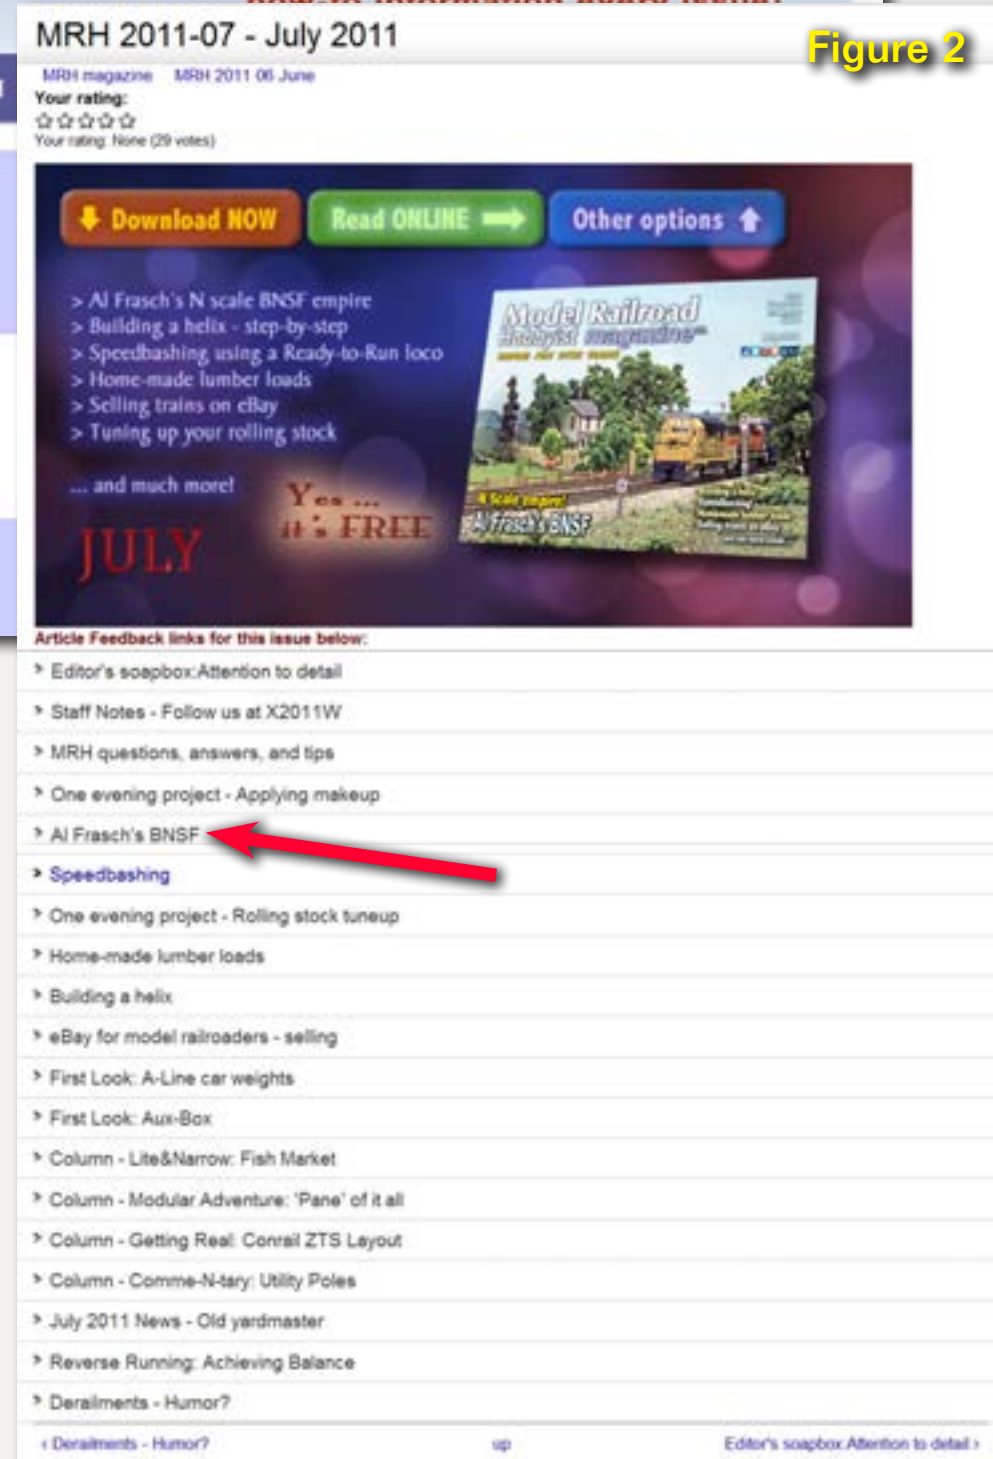 how-to information every issue!
MRH 2011-07 - July 2011
Figure 2
MRH magazine MRH 2011 06 June
Your rating:
Your rating: None (29 votes)
Download NOW
Read ONLINE
Other options
> Al Frasch's N scale BNSF empire
> Building a helix - step-by-step
> Speedbashing using a Ready-to-Run loco
> Home-made lumber loads
> Selling trains on eBay
> Tuning up your rolling stock
... and much more!
Yes ...
it's FREE
JULY
Model Railroad
Hobbyist magazine
N Scale empire!
Al Frasch's BNSF
Article Feedback links for this issue below:
Editor's soapbox:Attention to detail
Staff Notes - Follow us at X2011W
MRH questions, answers, and tips
One evening project - Applying makeup
Al Frasch's BNSF
Speedbashing
One evening project - Rolling stock tuneup
Home-made lumber loads
Building a helix
eBay for model railroaders - selling
First Look: A-Line car weights
First Look: Aux-Box
Column - Lite&Narrow: Fish Market
Column - Modular Adventure: 'Pane' of it all
Column - Getting Real: Conrail ZTS Layout
Column - Comme-N-tary: Utility Poles
July 2011 News - Old yardmaster
Reverse Running: Achieving Balance
Derailments - Humor?
‹ Derailments - Humor?
up
Editor's soapbox:Attention to detail ›